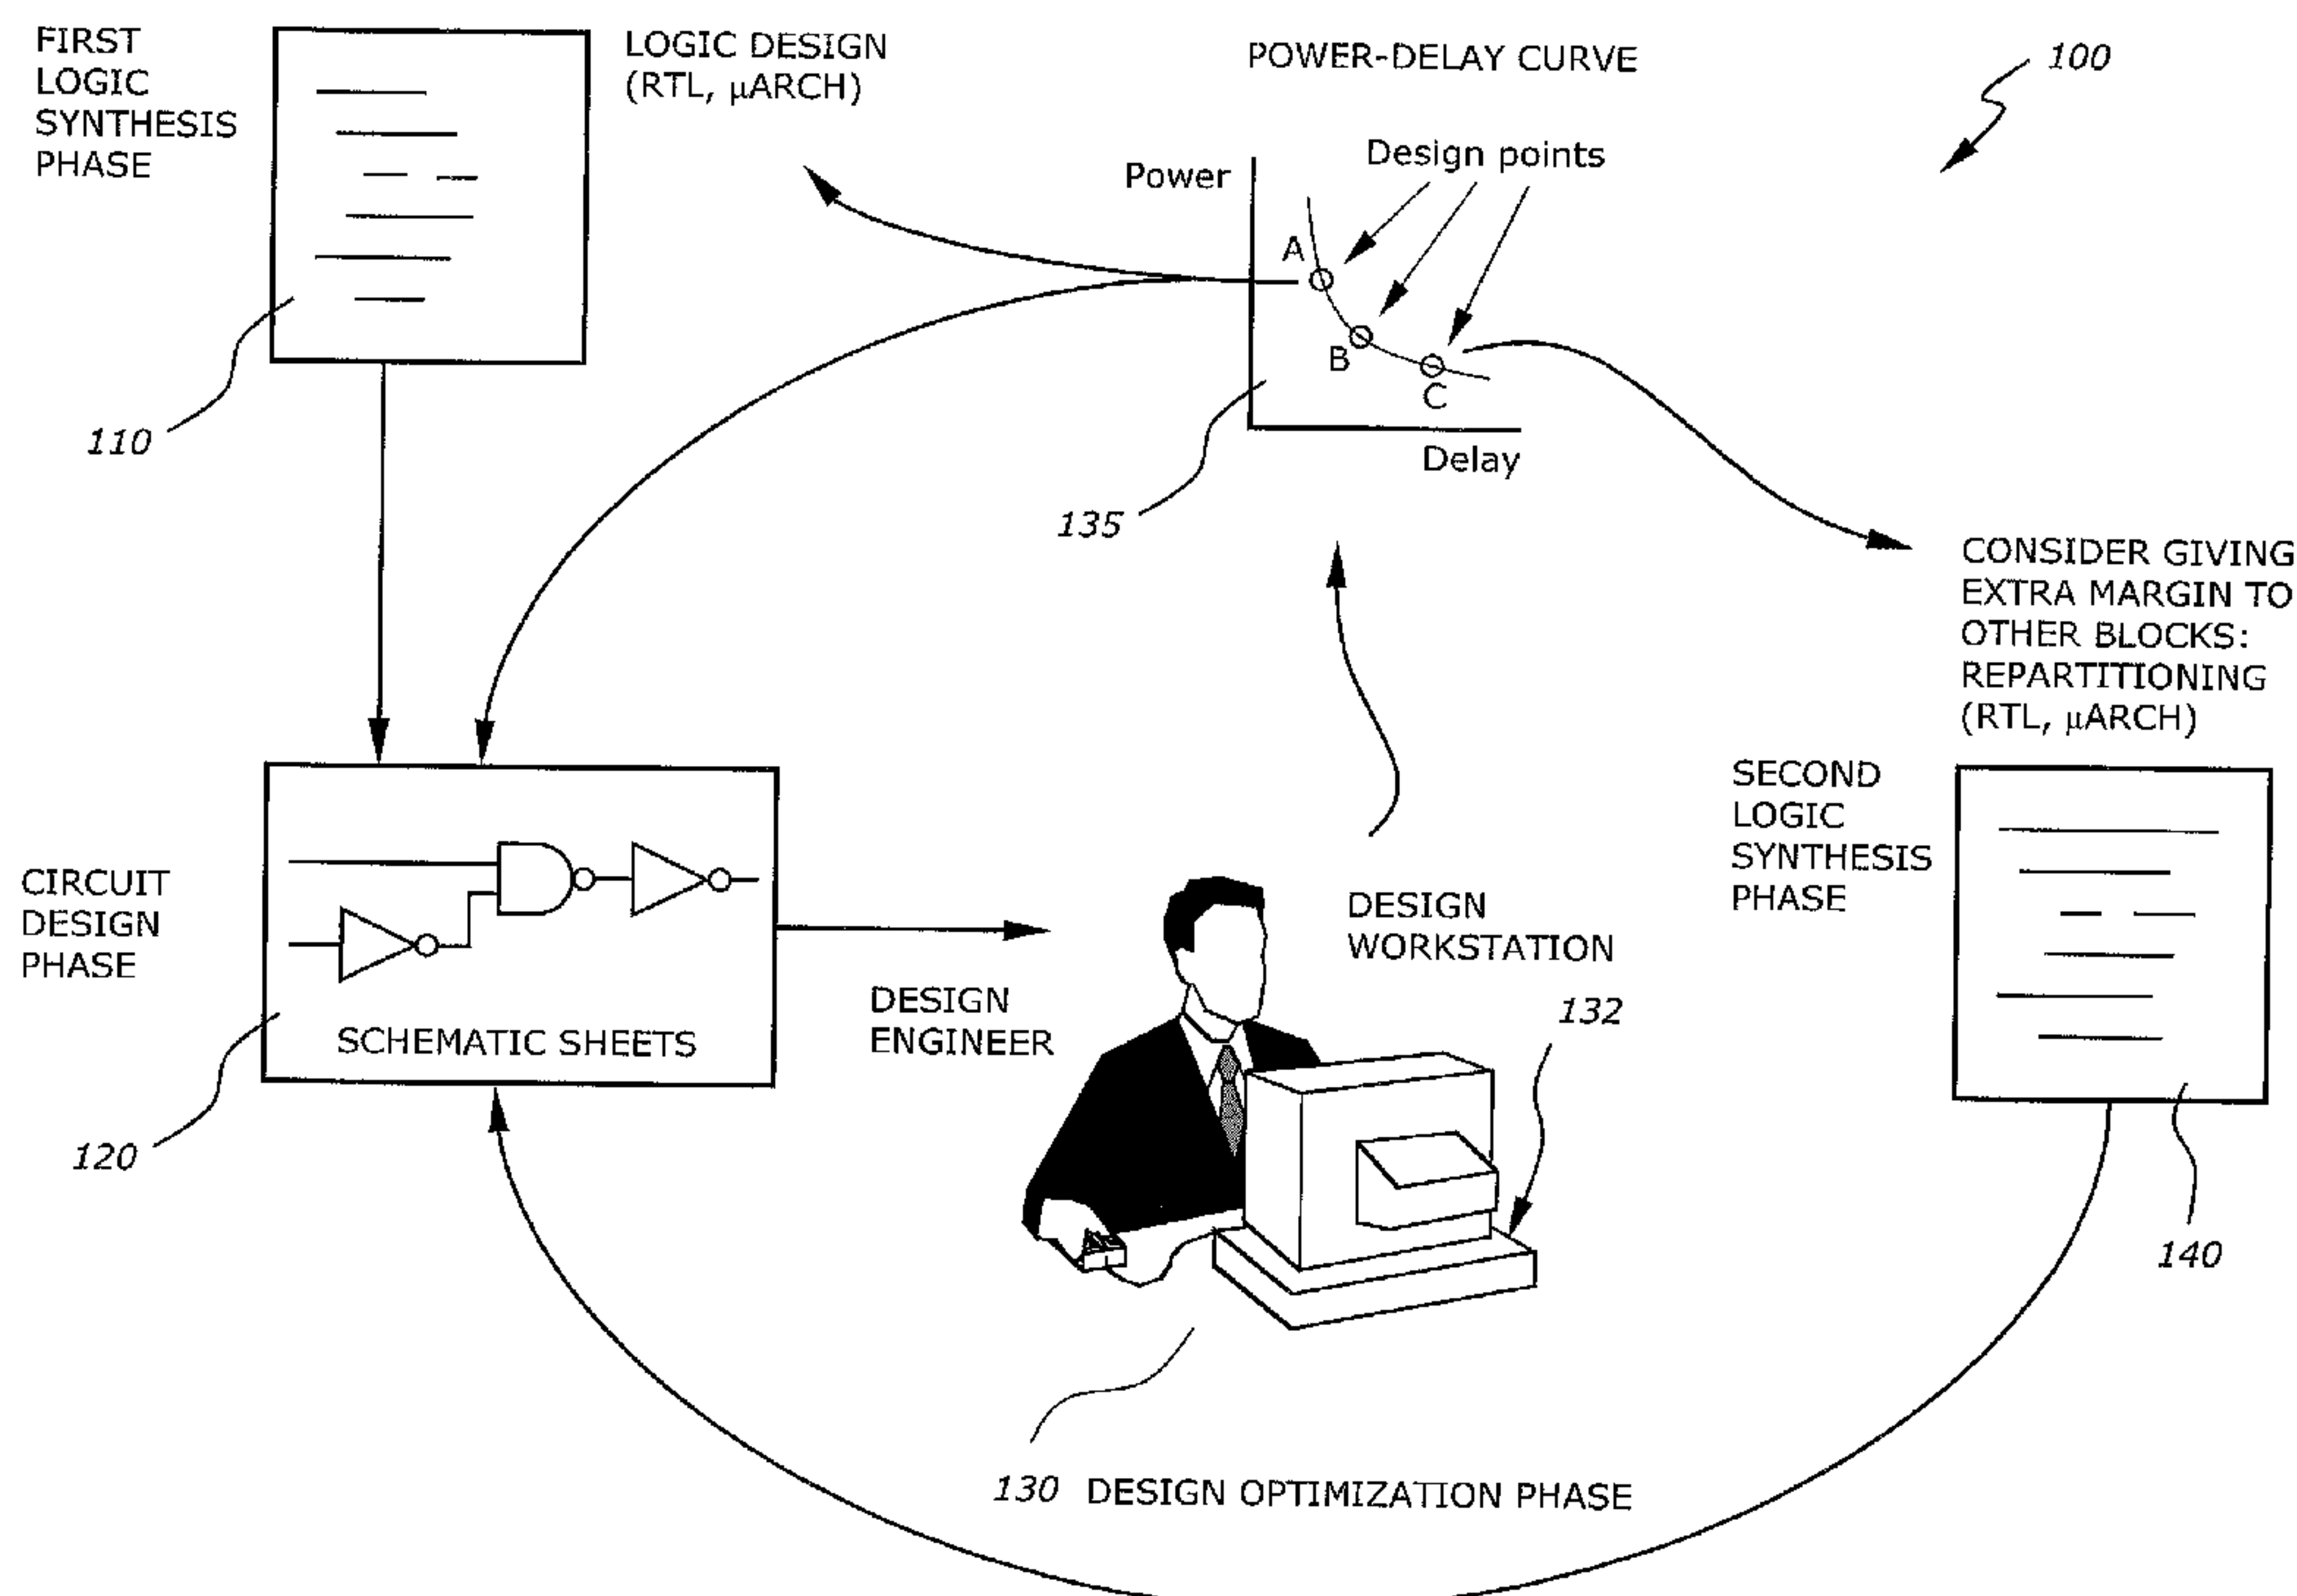 FIRST
LOGIC
SYNTHESIS
PHASE
LOGIC DESIGN
(RTL, μARCH)
POWER-DELAY CURVE
100
Design points
Power
A
B
C
Delay
110
135
CONSIDER GIVING
EXTRA MARGIN TO
OTHER BLOCKS:
REPARTITIONING
(RTL, μARCH)
SECOND
LOGIC
SYNTHESIS
PHASE
CIRCUIT
DESIGN
PHASE
SCHEMATIC SHEETS
120
DESIGN
ENGINEER
DESIGN
WORKSTATION
132
140
130 DESIGN OPTIMIZATION PHASE